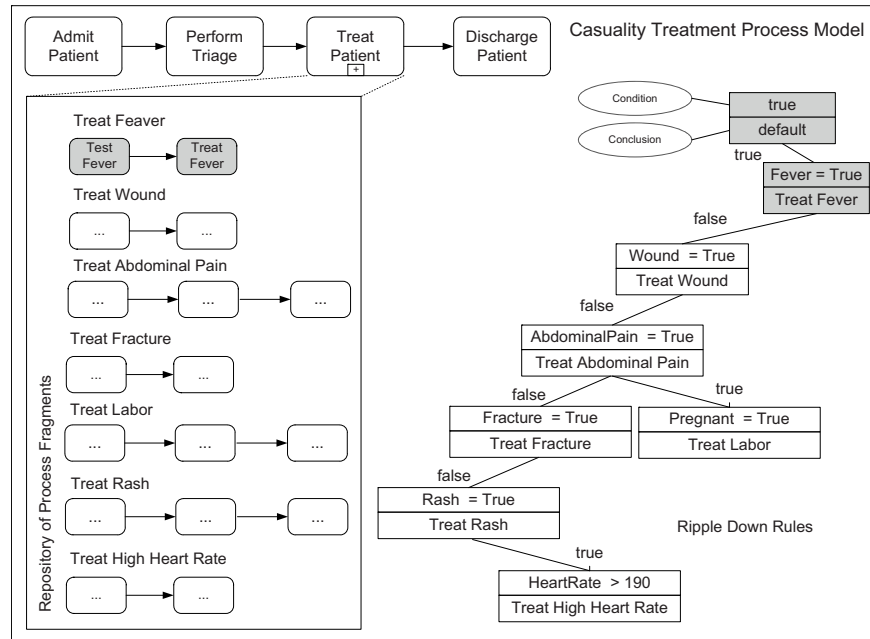 Casuality Treatment Process Model
Admit
Patient
Perform
Triage
Treat
Patient
+
Discharge
Patient
Repository of Process Fragments
Treat Feaver
Test
Fever
Treat
Fever
Treat Wound
...
...
Treat Abdominal Pain
...
...
...
Treat Fracture
...
...
Treat Labor
...
...
...
Treat Rash
...
...
...
Treat High Heart Rate
...
...
Condition
Conclusion
true
default
true
Fever = True
Treat Fever
false
Wound = True
Treat Wound
false
AbdominalPain = True
Treat Abdominal Pain
false
true
Fracture = True
Treat Fracture
Pregnant = True
Treat Labor
false
Rash = True
Treat Rash
Ripple Down Rules
true
HeartRate > 190
Treat High Heart Rate